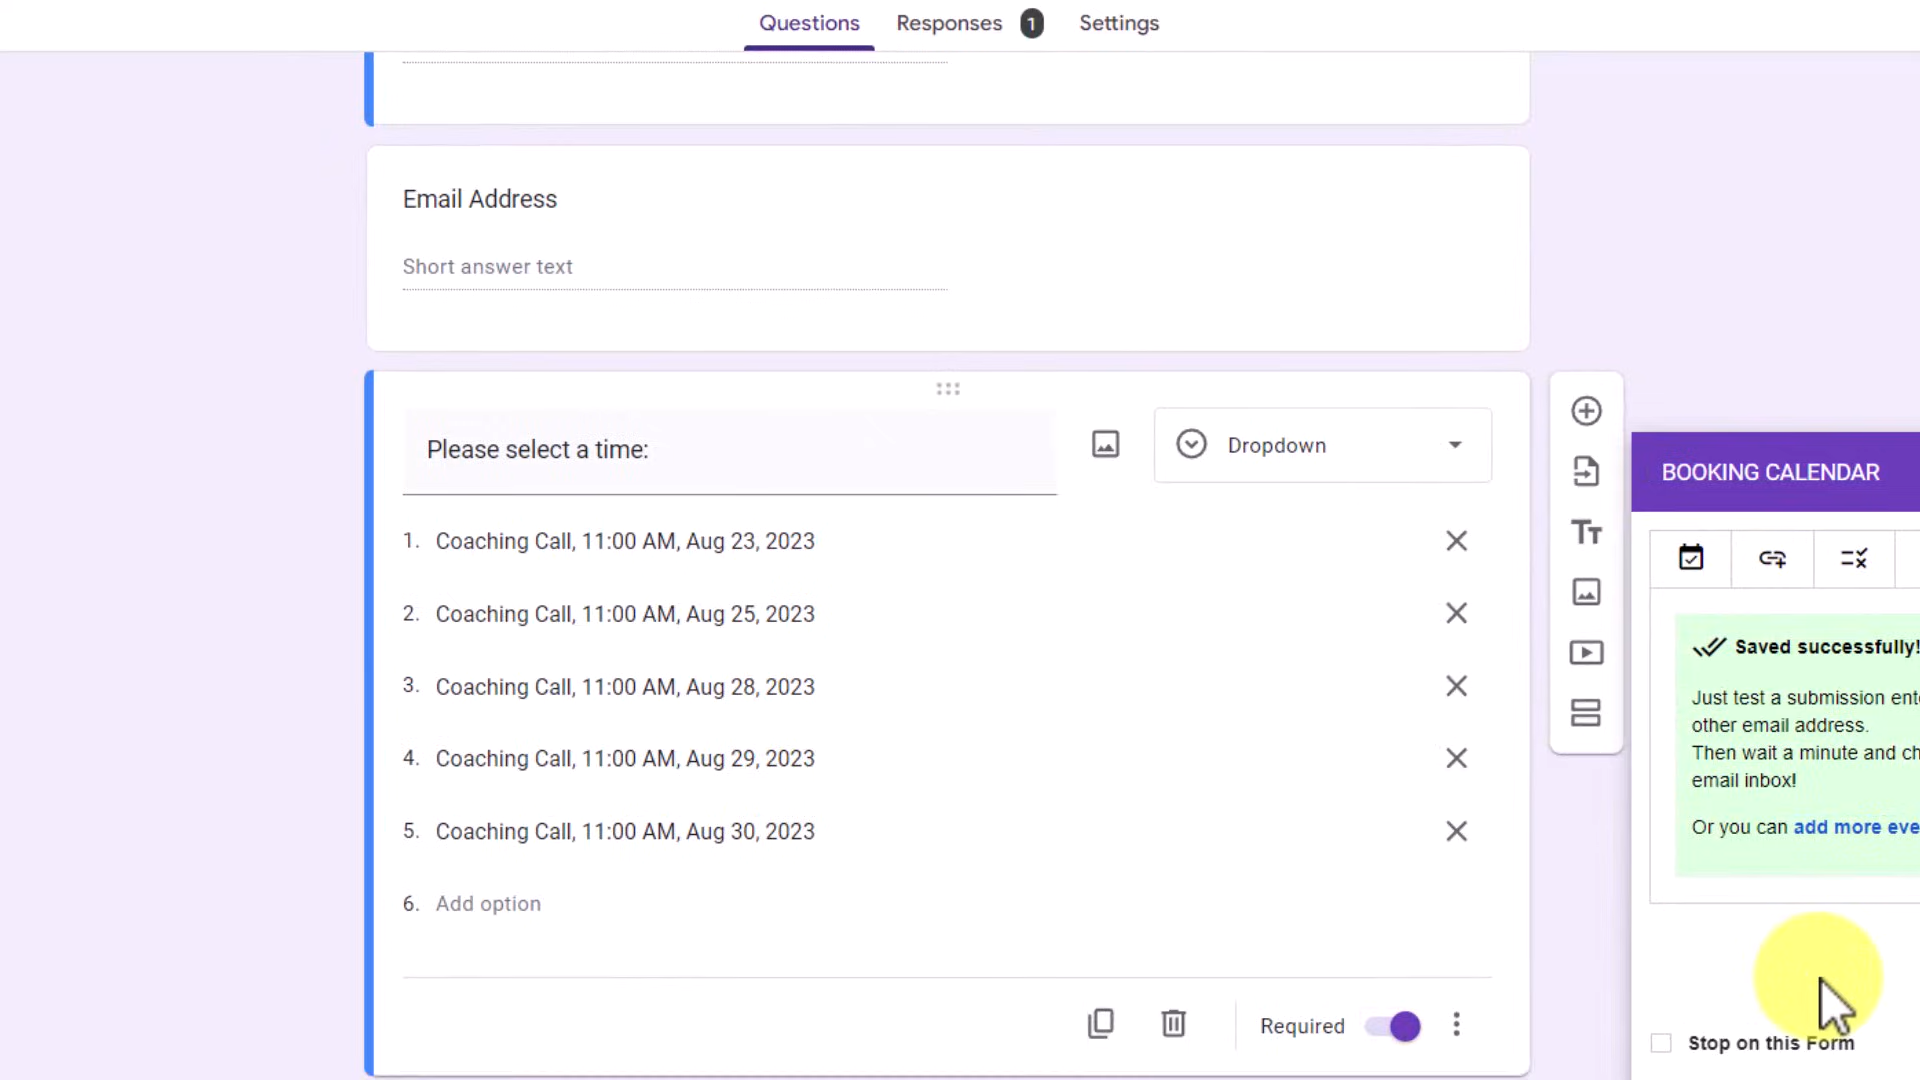 Questions
Responses 1
Settings
Email Address
Short answer text
Please select a time:
Dropdown
1. Coaching Call, 11:00 AM, Aug 23, 2023
2. Coaching Call, 11:00 AM, Aug 25, 2023
3. Coaching Call, 11:00 AM, Aug 28, 2023
4. Coaching Call, 11:00 AM, Aug 29, 2023
5. Coaching Call, 11:00 AM, Aug 30, 2023
6. Add option
Required
Tт
BOOKING CALENDAR
Saved successfully!
Just test a submission
other email address.
Then wait a minute and
email inbox!
Or you can add more
Stop on this Form